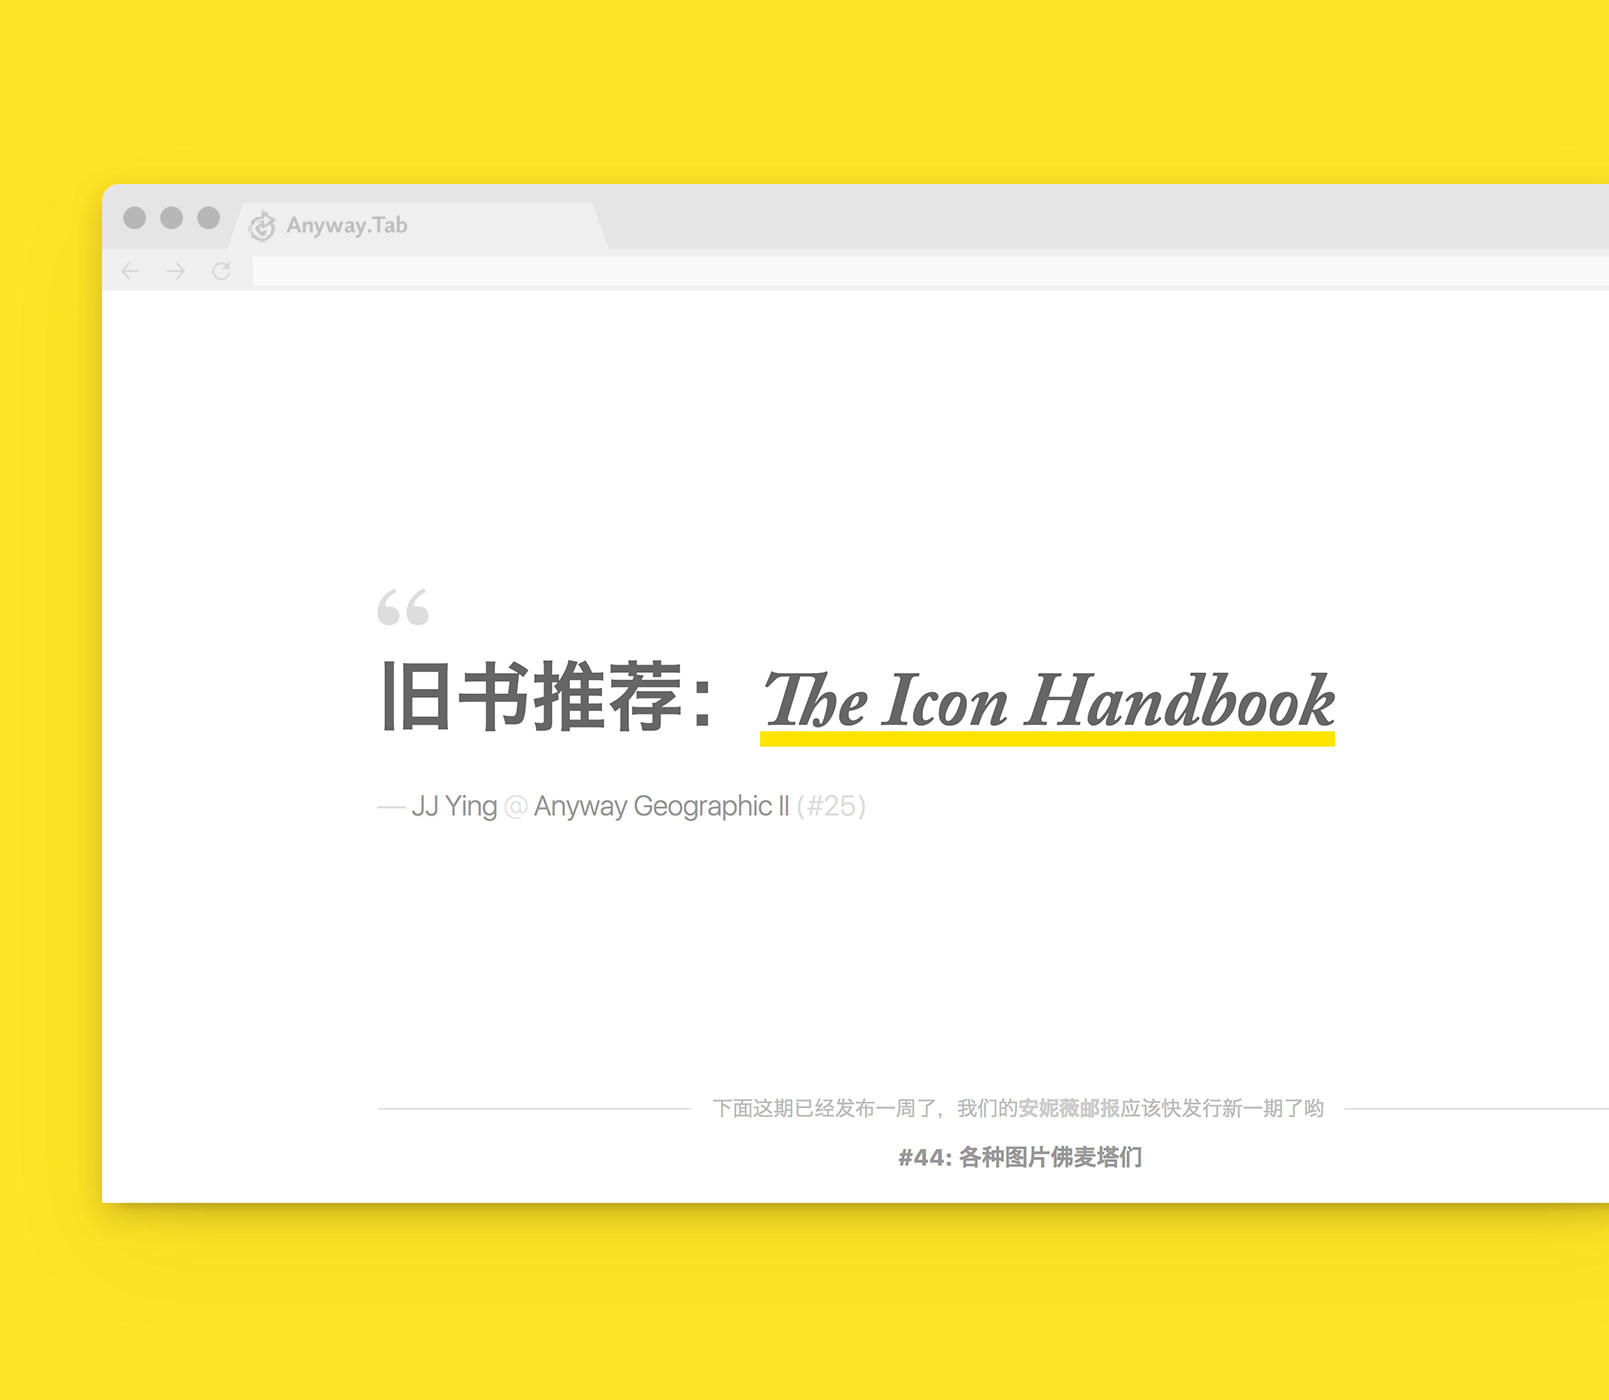 Anyway.Tab
“
旧书推荐：The Icon Handbook
— JJ Ying @ Anyway Geographic II (#25)
下面这期已经发布一周了，我们的安妮薇邮报应该快发行新一期了哟
#44: 各种图片佛麦塔们